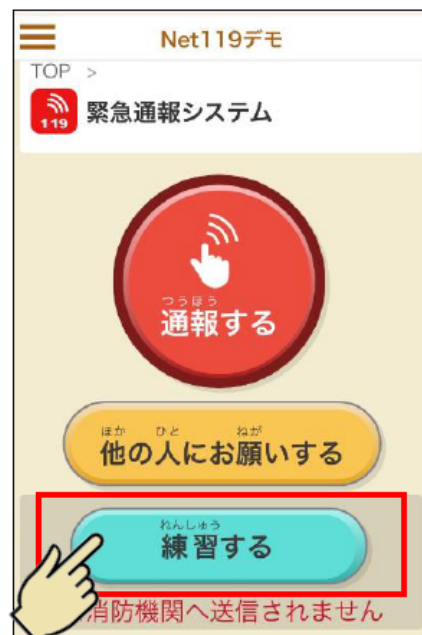 Net119デモ
TOP >
119
緊急通報システム
つうほう
通報する
ほか ひと ねが
他の人にお願いする
れんしゅう
練習する
消防機関へ送信されません